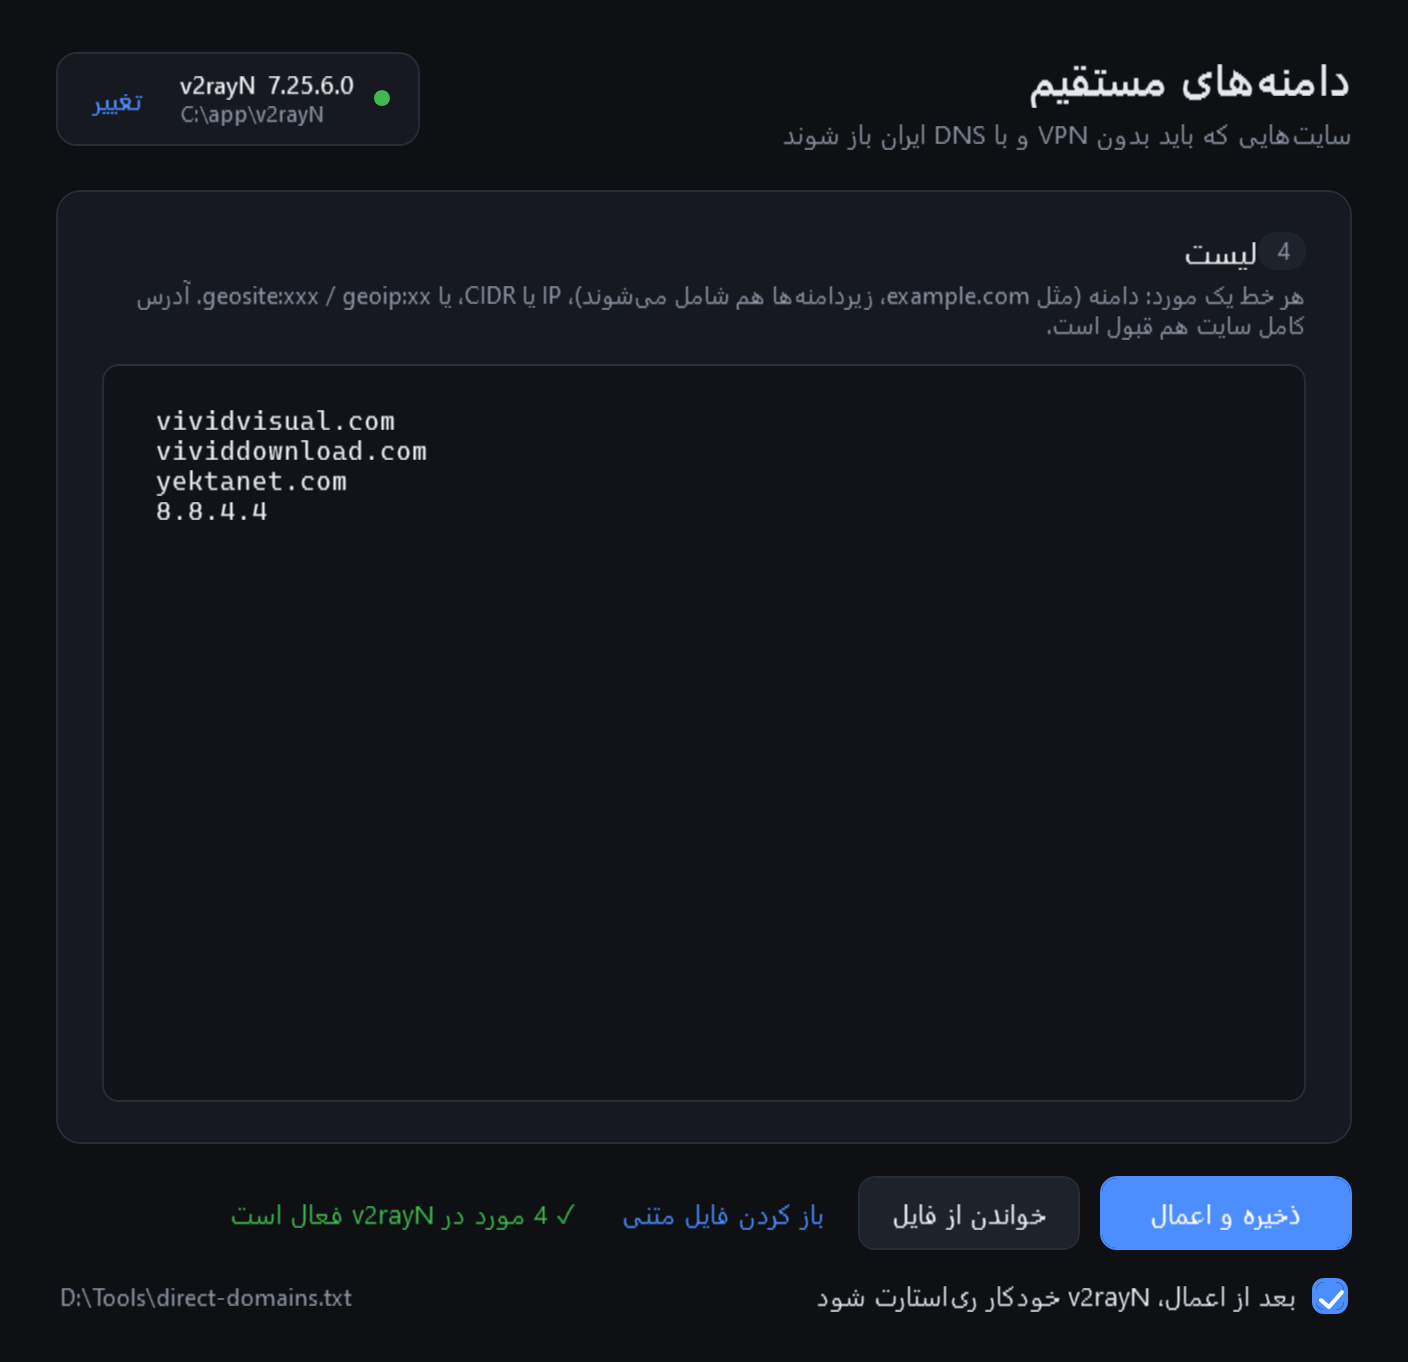 دامنه‌های مستقیم
سایت‌هایی که باید بدون VPN و با DNS ایران باز شوند
v2rayN 7.25.6.0
C:\app\v2rayN
تغییر
4 لیست
هر خط یک مورد: دامنه (مثل example.com، زیردامنه‌ها هم شامل می‌شوند)، IP یا CIDR، یا geosite:xxx / geoip:xx. آدرس
کامل سایت هم قبول است.
vividvisual.com
vividdownload.com
yektanet.com
8.8.4.4
ذخیره و اعمال
خواندن از فایل
باز کردن فایل متنی
✓ 4 مورد در v2rayN فعال است
بعد از اعمال، v2rayN خودکار ری‌استارت شود
D:\Tools\direct-domains.txt